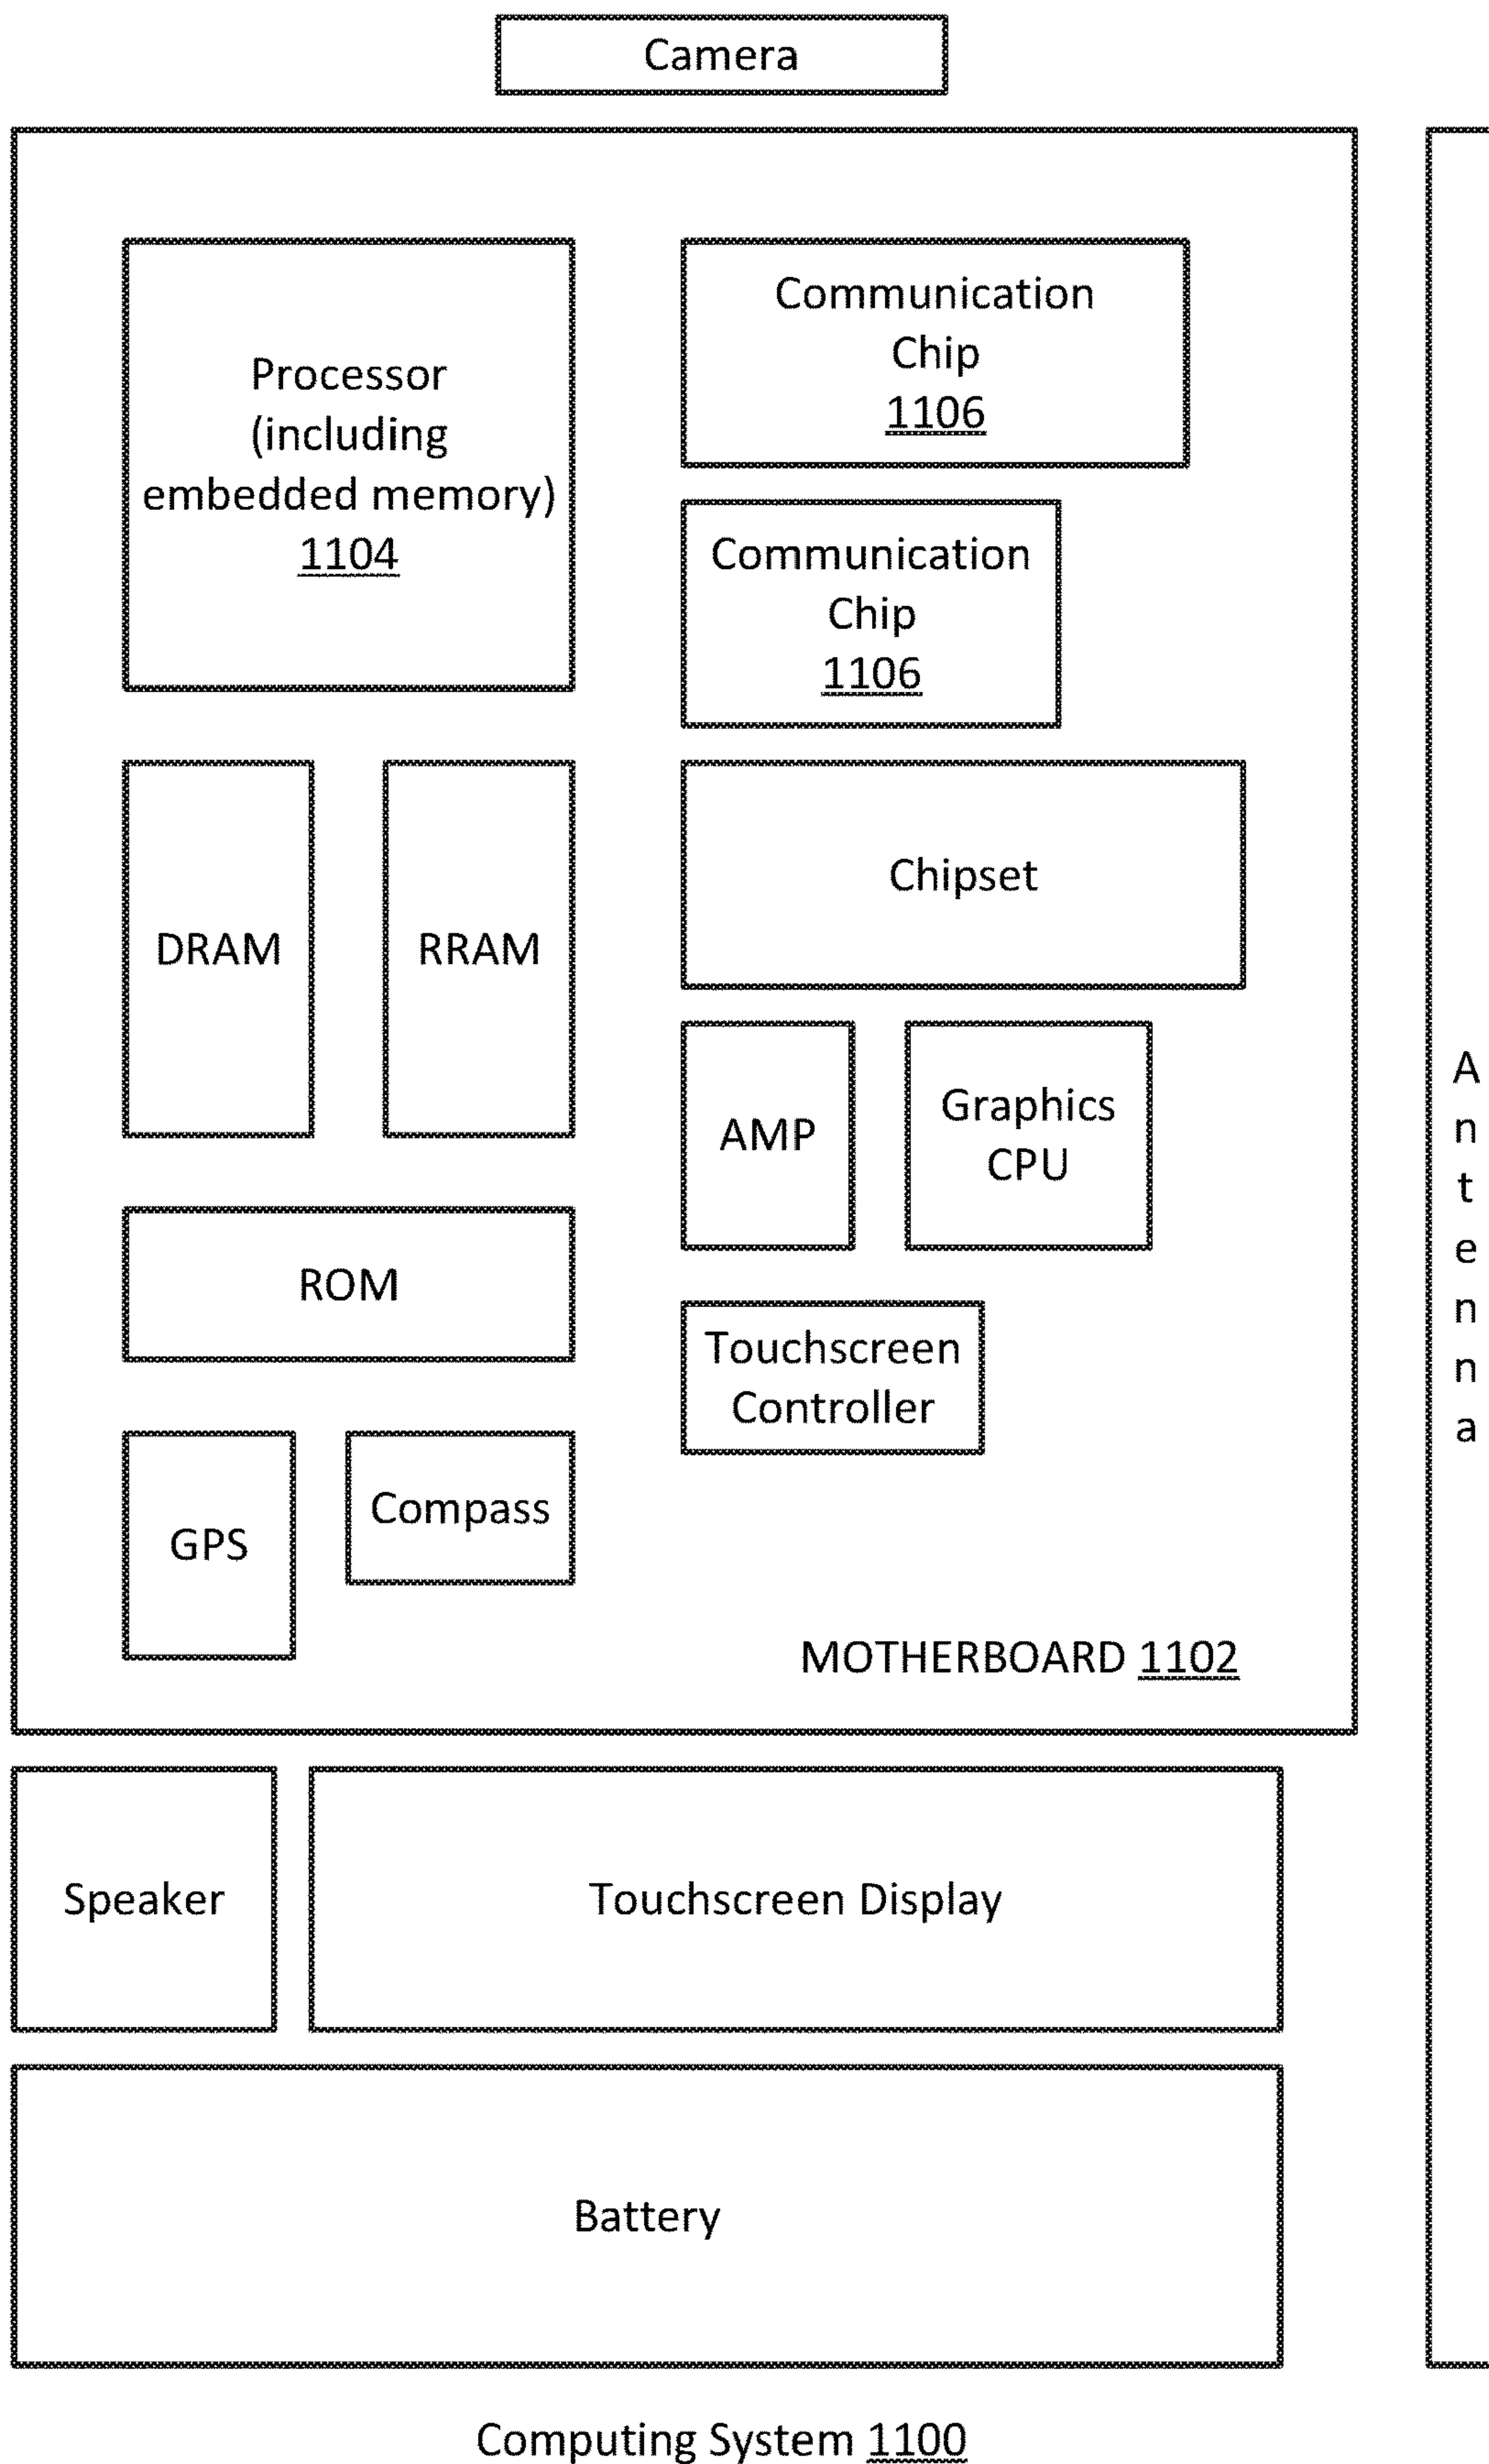 Camera
Processor
(including
embedded memory)
1104
Communication
Chip
1106
Communication
Chip
1106
DRAM
RRAM
Chipset
AMP
Graphics
CPU
ROM
Touchscreen
Controller
GPS
Compass
MOTHERBOARD 1102
Antenna
Speaker
Touchscreen Display
Battery
Computing System 1100